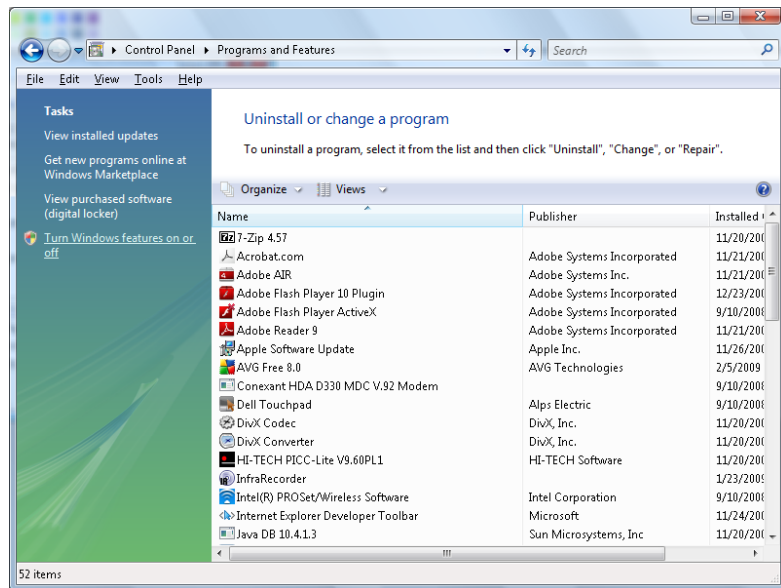 Control Panel Programs and Features Search
File Edit View Tools Help
Tasks
View installed updates
Get new programs online at
Windows Marketplace
View purchased software
(digital locker)
Turn Windows features on or
off
Uninstall or change a program
To uninstall a program, select it from the list and then click "Uninstall", "Change", or "Repair".
Organize Views
Name Publisher Installed
7-Zip 4.57 11/20/200
Acrobat.com Adobe Systems Incorporated 11/21/200
Adobe AIR Adobe Systems Inc. 11/21/200
Adobe Flash Player 10 Plugin Adobe Systems Incorporated 12/23/200
Adobe Flash Player ActiveX Adobe Systems Incorporated 9/10/2008
Adobe Reader 9 Adobe Systems Incorporated 11/21/200
Apple Software Update Apple Inc. 11/26/200
AVG Free 8.0 AVG Technologies 2/5/2009
Conexant HDA D330 MDC V.92 Modem 9/10/2008
Dell Touchpad Alps Electric 9/10/2008
DivX Codec DivX, Inc. 11/20/200
DivX Converter DivX, Inc. 11/20/200
HI-TECH PICC-Lite V9.60PL1 HI-TECH Software 11/20/200
InfraRecorder 1/23/2009
Intel(R) PROSet/Wireless Software Intel Corporation 9/10/2008
Internet Explorer Developer Toolbar Microsoft 11/24/200
Java DB 10.4.1.3 Sun Microsystems, Inc 11/20/200
52 items